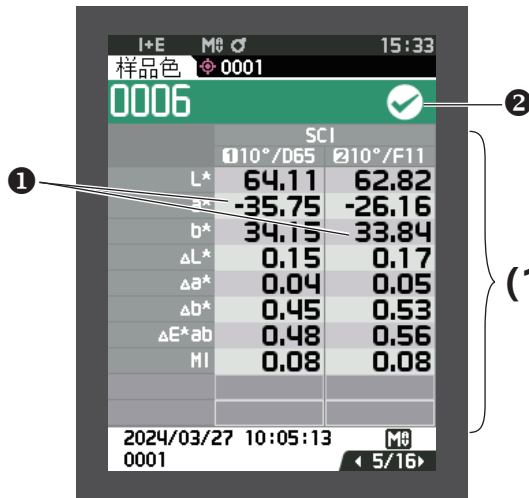 I+E M 15:33
样品色 0001
0006
❷
SCI
❶10°/D65 ❷10°/F11
❶
L* 64.11 62.82
a* -35.75 -26.16
b* 34.15 33.84
ΔL* 0.15 0.17
Δa* 0.04 0.05
Δb* 0.45 0.53
ΔE*ab 0.48 0.56
MI 0.08 0.08
(1
2024/03/27 10:05:13 M
0001 5/16